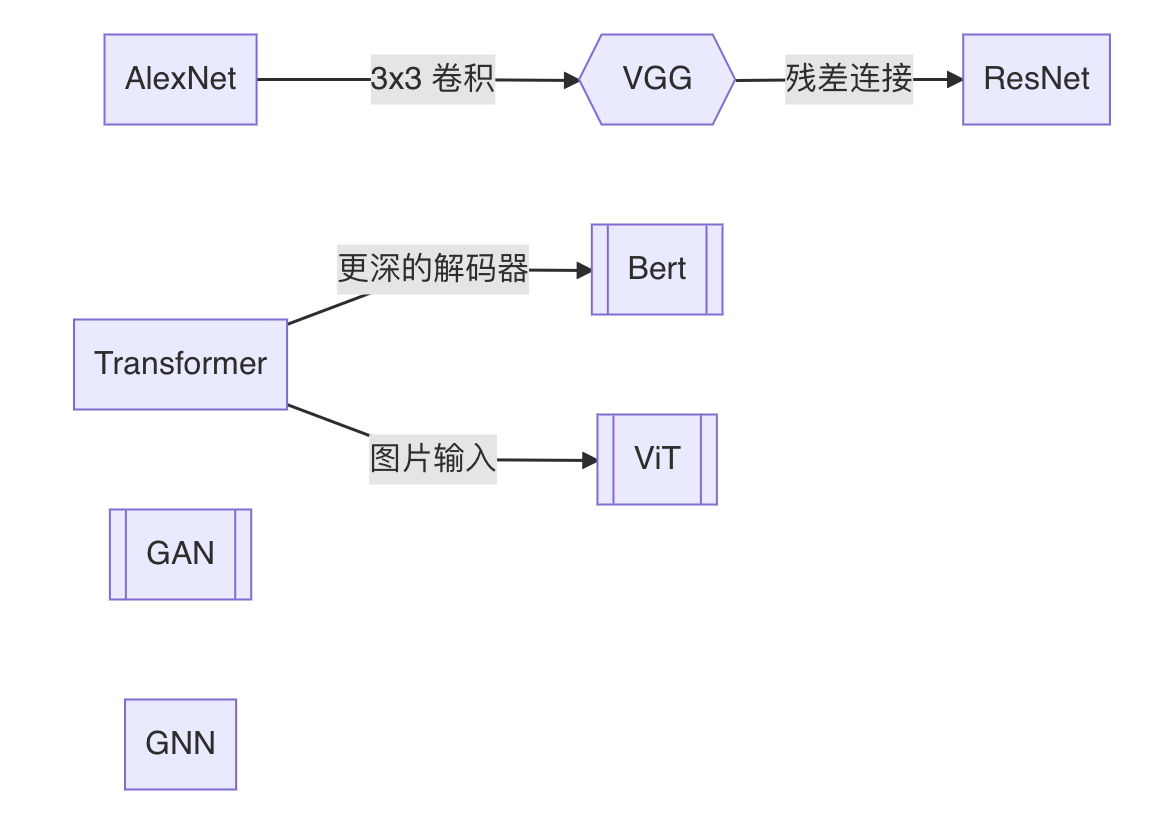 AlexNet
3x3 卷积
VGG
残差连接
ResNet
更深的解码器
Bert
Transformer
图片输入
ViT
GAN
GNN